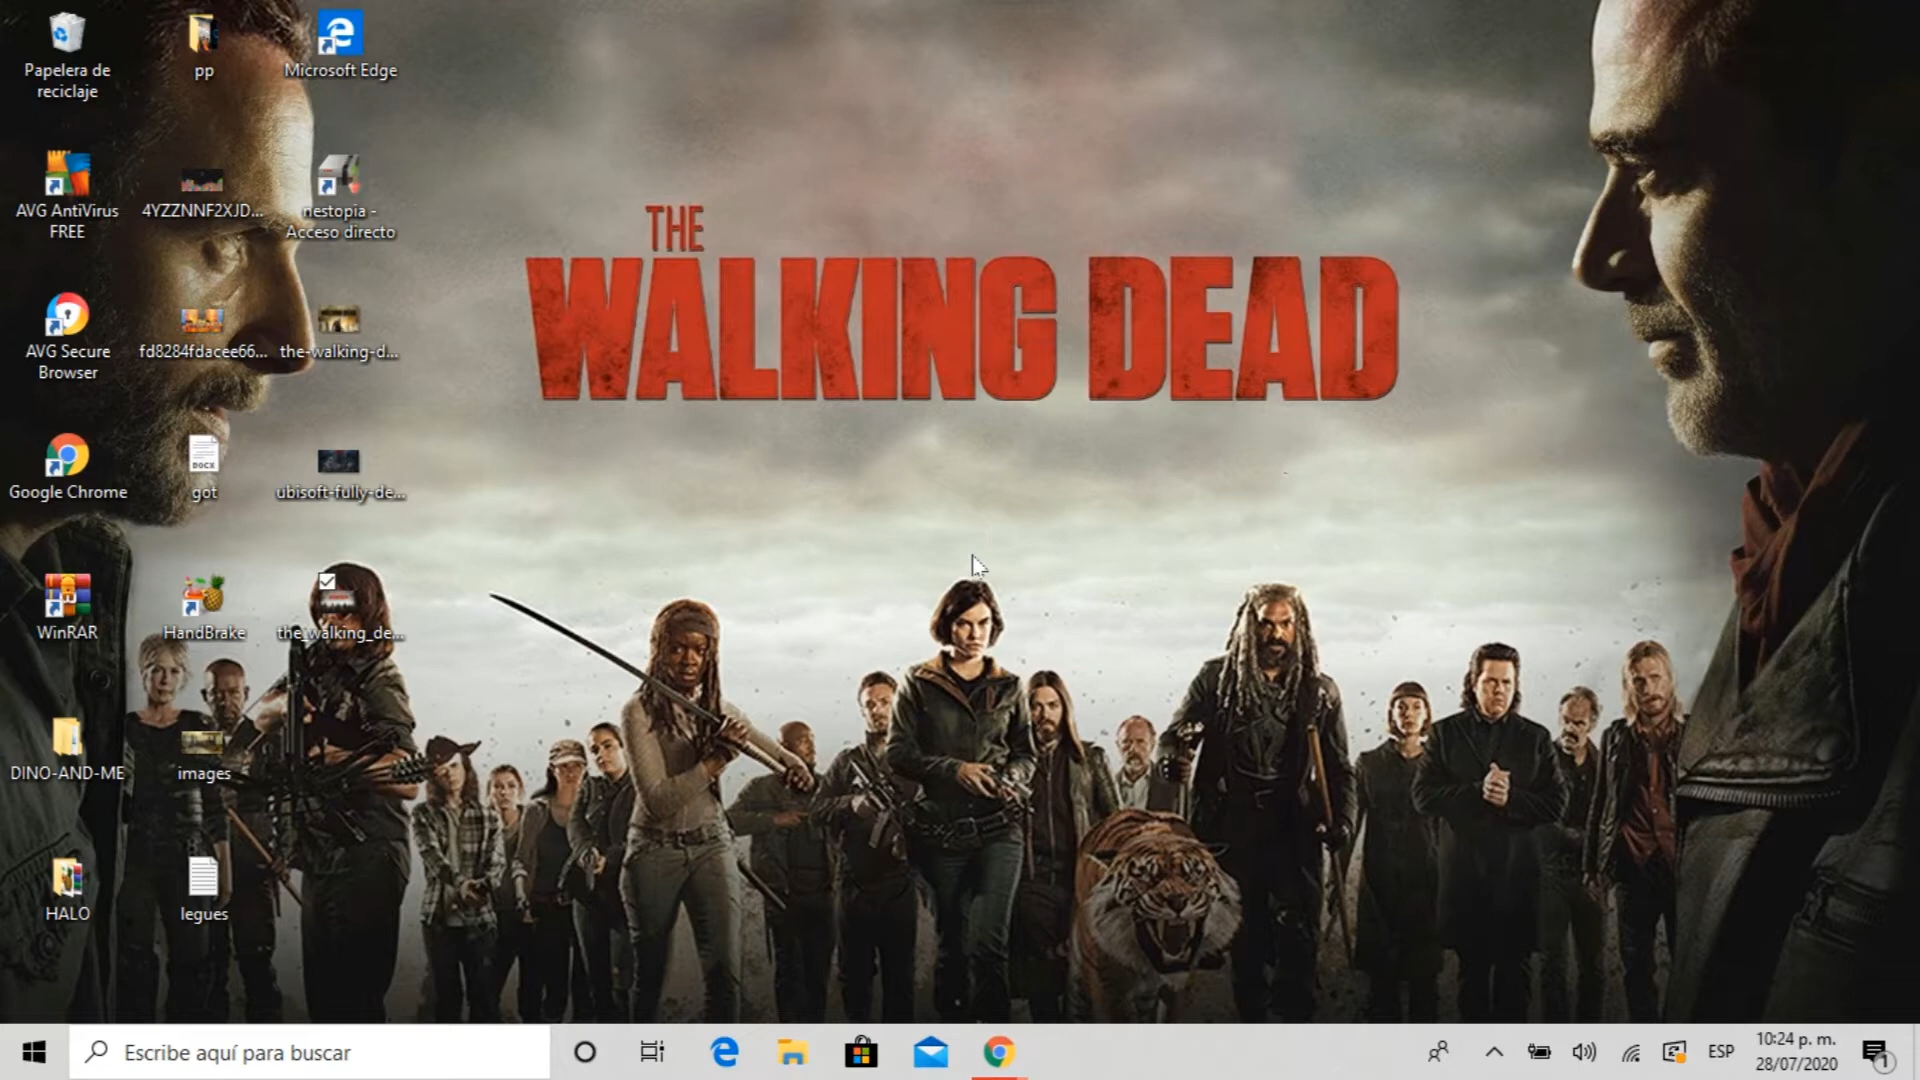 Papelera de
reciclaje
pp
Microsoft Edge
AVG AntiVirus
FREE
4YZZNNF2XJD...
nestopia -
Acceso directo
AVG Secure
Browser
fd8284fdacee66...
the-walking-d...
Google Chrome
DOCX
got
ubisoft-fully-de...
WinRAR
HandBrake
the_walking_de...
DINO-AND-ME
images
HALO
legues
THE
WALKING DEAD
Escribe aquí para buscar
ESP
10:24 p. m.
28/07/2020
1